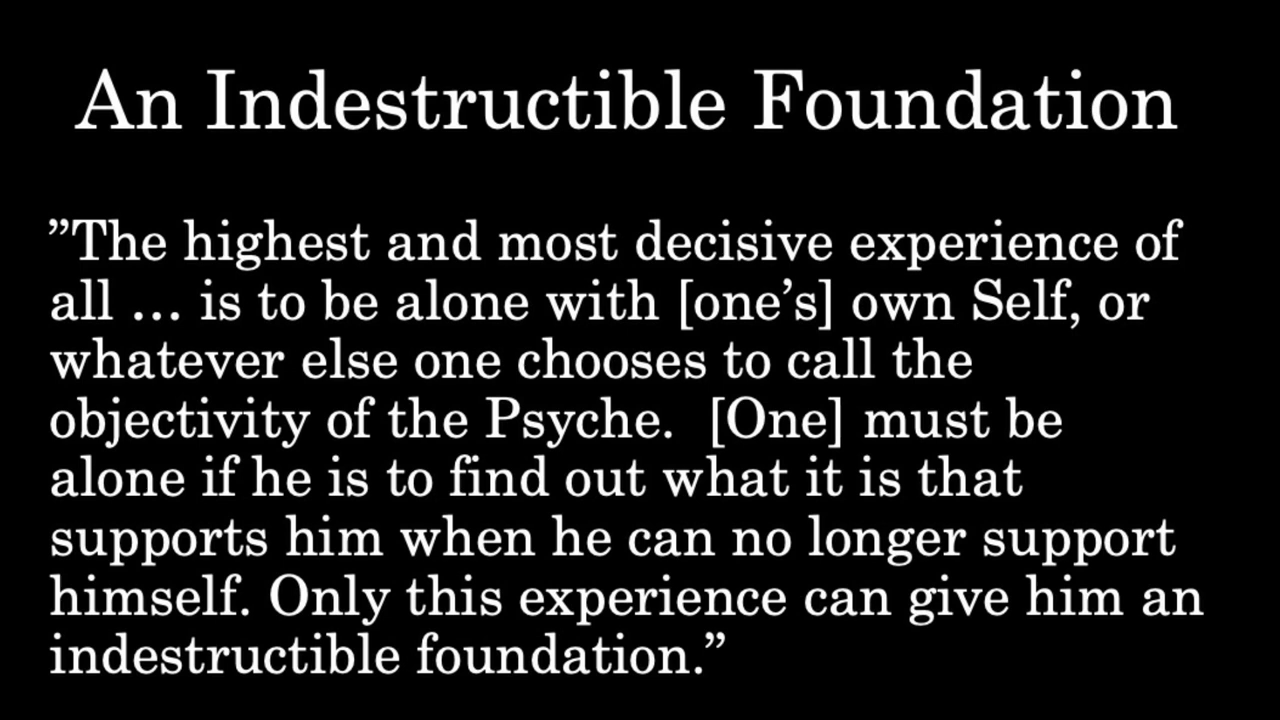 An Indestructible Foundation
”The highest and most decisive experience of
all ... is to be alone with [one’s] own Self, or
whatever else one chooses to call the
objectivity of the Psyche.  [One] must be
alone if he is to find out what it is that
supports him when he can no longer support
himself. Only this experience can give him an
indestructible foundation.”